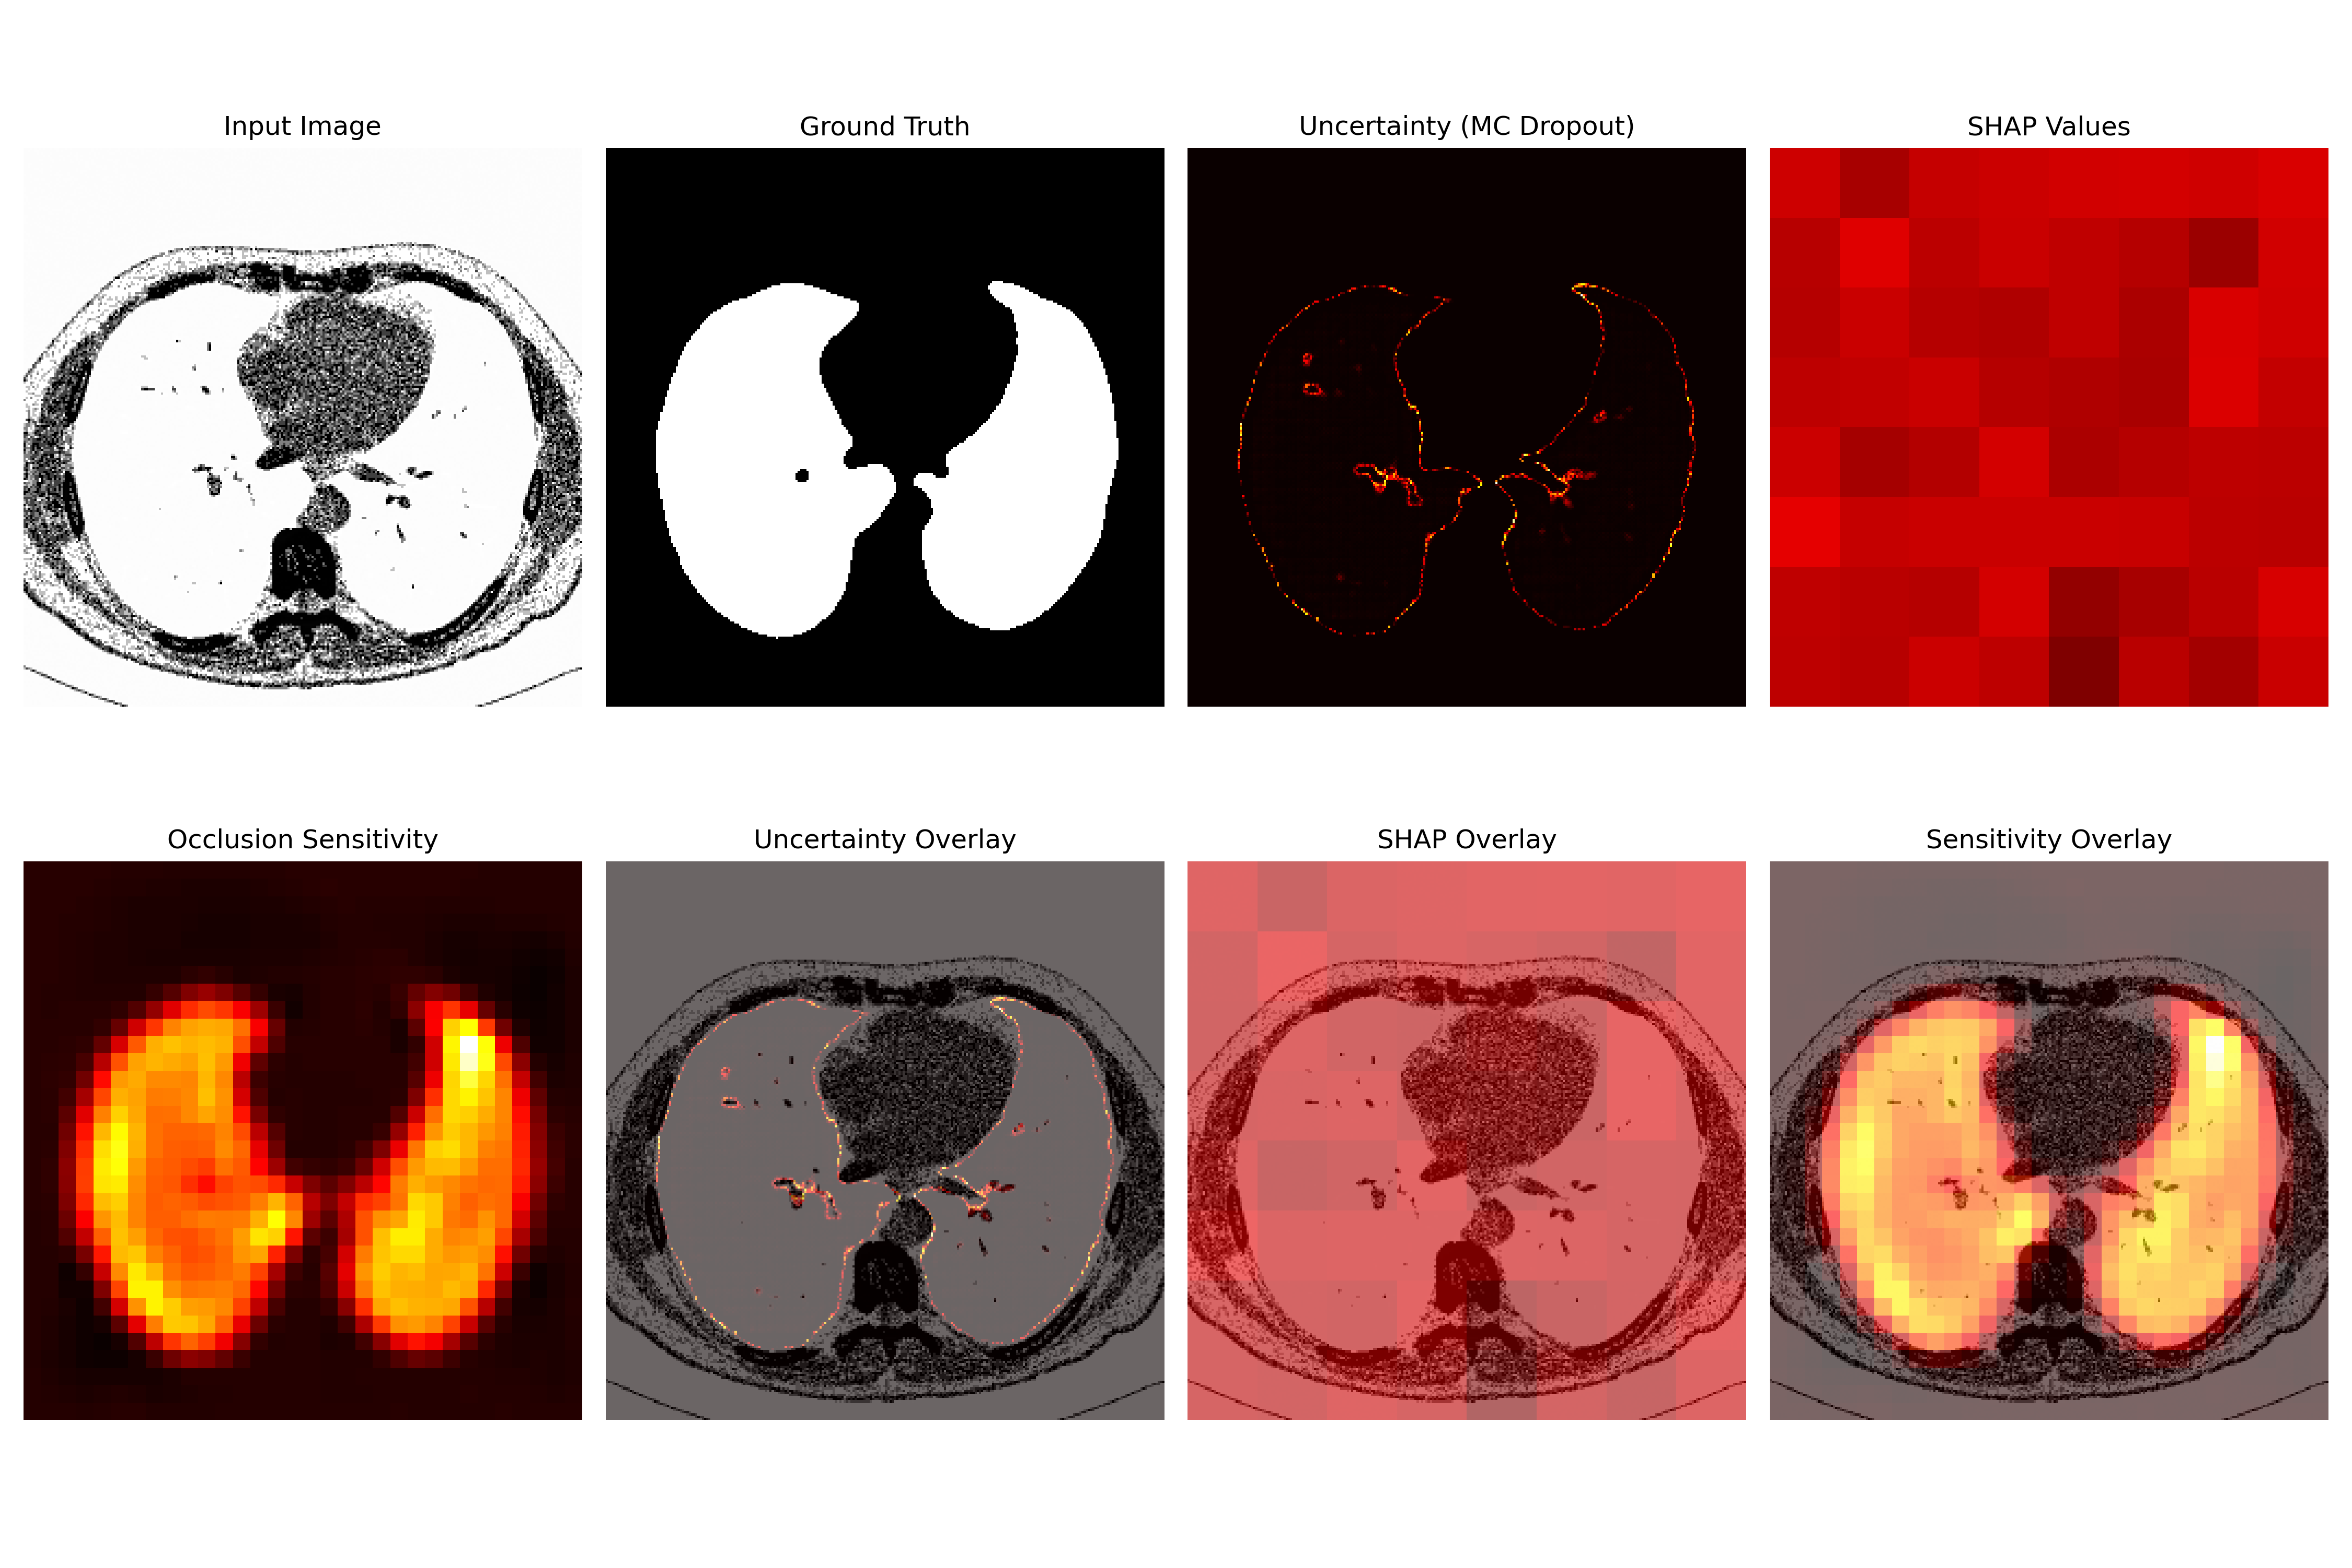 Input Image
Ground Truth
Uncertainty (MC Dropout)
SHAP Values
Occlusion Sensitivity
Uncertainty Overlay
SHAP Overlay
Sensitivity Overlay